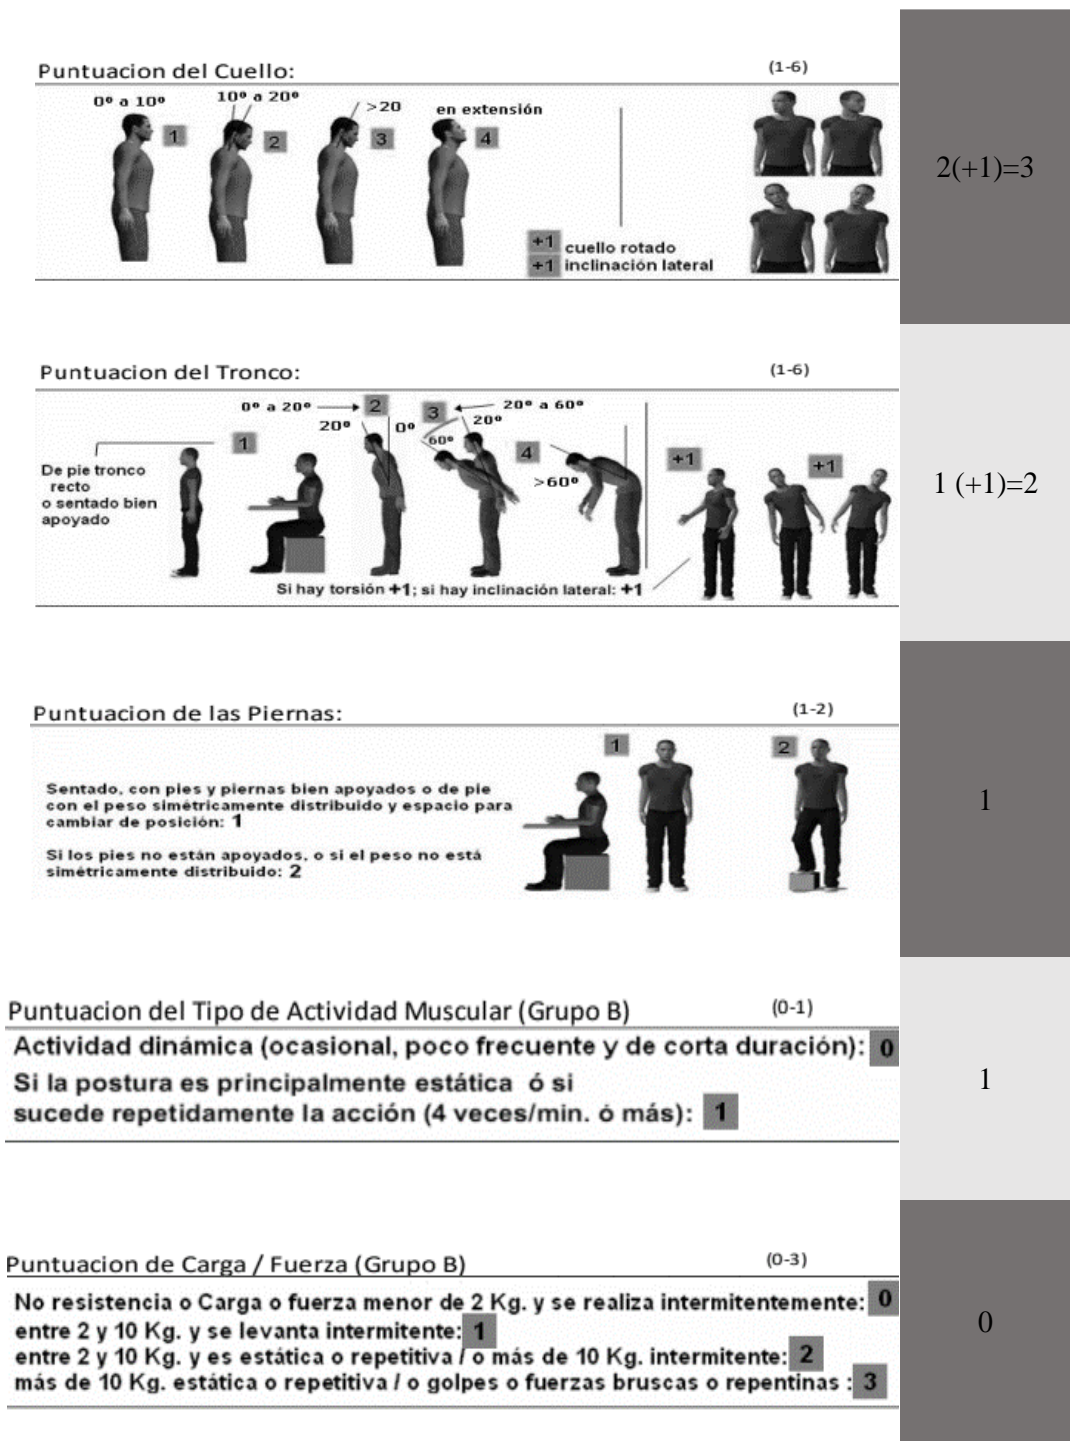 Puntuacion del Cuello: (1-6)
0º a 10º 10º a 20º >20 en extensión
1 2 3 4
+1 cuello rotado
+1 inclinación lateral
2(+1)=3
Puntuacion del Tronco: (1-6)
0º a 20º 2 3 20º a 60º
20º 0º 60º 20º
1 4 >60º +1 +1
De pie tronco
recto
o sentado bien
apoyado
Si hay torsión +1; si hay inclinación lateral: +1
1 (+1)=2
Puntuacion de las Piernas: (1-2)
1 2
Sentado, con pies y piernas bien apoyados o de pie
con el peso simétricamente distribuido y espacio para
cambiar de posición: 1
Si los pies no están apoyados, o si el peso no está
simétricamente distribuido: 2
1
Puntuacion del Tipo de Actividad Muscular (Grupo B) (0-1)
Actividad dinámica (ocasional, poco frecuente y de corta duración): 0
Si la postura es principalmente estática ó si
sucede repetidamente la acción (4 veces/min. ó más): 1
1
Puntuacion de Carga / Fuerza (Grupo B) (0-3)
No resistencia o Carga o fuerza menor de 2 Kg. y se realiza intermitentemente: 0
entre 2 y 10 Kg. y se levanta intermitente: 1
entre 2 y 10 Kg. y es estática o repetitiva / o más de 10 Kg. intermitente: 2
más de 10 Kg. estática o repetitiva / o golpes o fuerzas bruscas o repentinas : 3
0